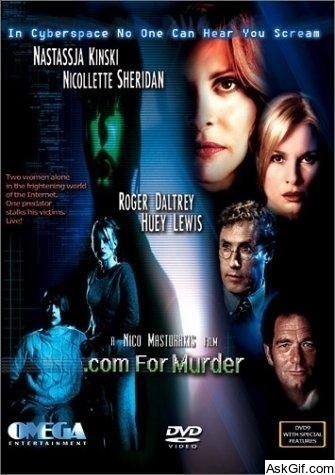 In Cyberspace No One Can Hear You Scream
NASTASSJA KINSKI
NICOLLETTE SHERIDAN
Two women alone
in the frightening world
of the Internet.
One predator
stalks his victims.
Live!
ROGER DALTREY
HUEY LEWIS
A NICO MASTORAKIS FILM
.com For Murder
OMEGA
ENTERTAINMENT
DVD
VIDEO
DVD9
WITH SPECIAL
FEATURES
AskGif.com